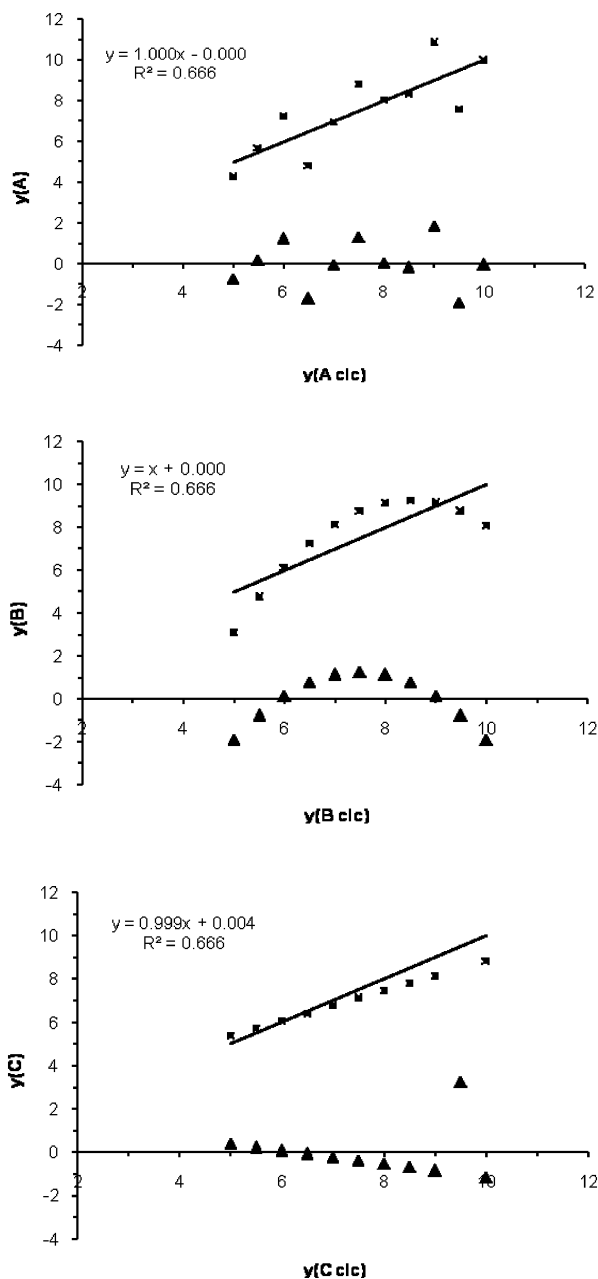 12
10
8
6
4
2
0
-2
-4
y = 1.000x - 0.000
R² = 0.666
y(A)
2 4 6 8 10 12
y(A clc)
12
10
8
6
4
2
0
-2
-4
y = x + 0.000
R² = 0.666
y(B)
2 4 6 8 10 12
y(B clc)
12
10
8
6
4
2
0
-2
-4
y = 0.999x + 0.004
R² = 0.666
y(C)
2 4 6 8 10 12
y(C clc)